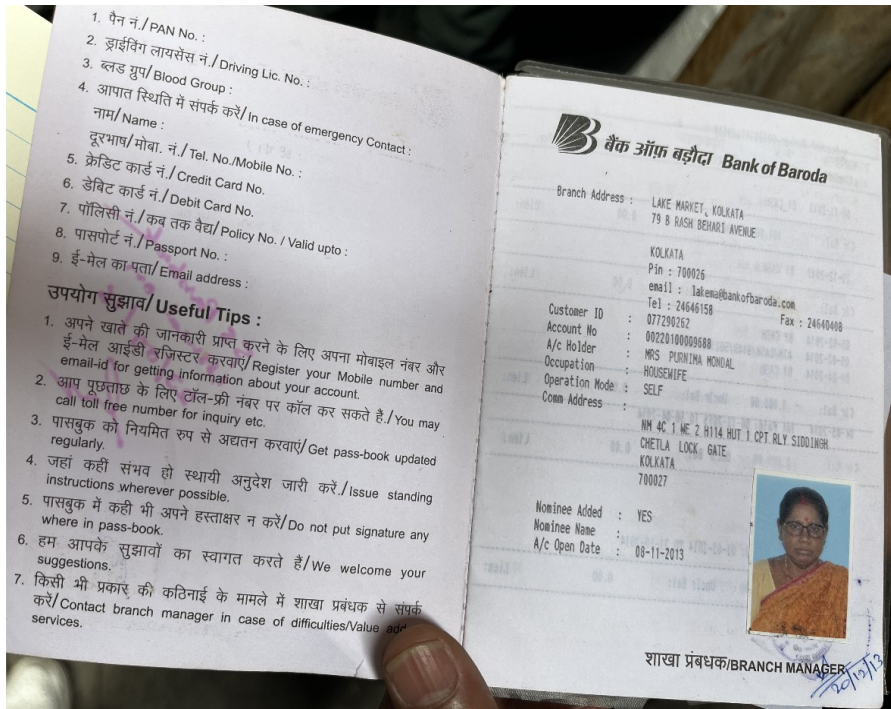 1. पैन नं./PAN No. :
2. ड्राईविंग लायसेंस नं./Driving Lic. No. :
3. ब्लड ग्रुप/Blood Group :
4. आपात स्थिति में संपर्क करें/In case of emergency Contact :
नाम/Name :
दूरभाष/मोबा. नं./Tel. No./Mobile No. :
5. क्रेडिट कार्ड नं./Credit Card No.
6. डेबिट कार्ड नं./Debit Card No.
7. पॉलिसी नं./कब तक वैद्य/Policy No. / Valid upto :
8. पासपोर्ट नं./Passport No. :
9. ई-मेल का पता/Email address :
उपयोग सुझाव/Useful Tips :
1. अपने खाते की जानकारी प्राप्त करने के लिए अपना मोबाइल नंबर और
ई-मेल आईडी रजिस्टर करवाएं/Register your Mobile number and
email-id for getting information about your account.
2. आप पूछताछ के लिए टॉल-फ्री नंबर पर कॉल कर सकते हैं./You may
call toll free number for inquiry etc.
3. पासबुक को नियमित रुप से अद्यतन करवाएं/Get pass-book updated
regularly.
4. जहां कहीं संभव हो स्थायी अनुदेश जारी करें./Issue standing
instructions wherever possible.
5. पासबुक में कही भी अपने हस्ताक्षर न करें/Do not put signature any
where in pass-book.
6. हम आपके सुझावों का स्वागत करते हैं/We welcome your
suggestions.
7. किसी भी प्रकार की कठिनाई के मामले में शाखा प्रबंधक से संपर्क
करें/Contact branch manager in case of difficulties/Value
services.
बैंक ऑफ़ बड़ौदा Bank of Baroda
Branch Address : LAKE MARKET, KOLKATA
79 B RASH BEHARI AVENUE
KOLKATA
Pin : 700026
email : lakema@bankofbaroda.com
Tel : 24646158 Fax : 24640408
Customer ID : 077290262
Account No : 00220100009688
A/c Holder : MRS PURNIMA MONDAL
Occupation : HOUSEWIFE
Operation Mode : SELF
Comm Address :
NM 4C 1 WE 2 H114 HUT 1 CPT RLY SIDDINGH
CHETLA LOCK GATE
KOLKATA
700027
Nominee Added : YES
Nominee Name :
A/c Open Date : 08-11-2013
शाखा प्रंबधक/BRANCH MANAGER
20/12/13